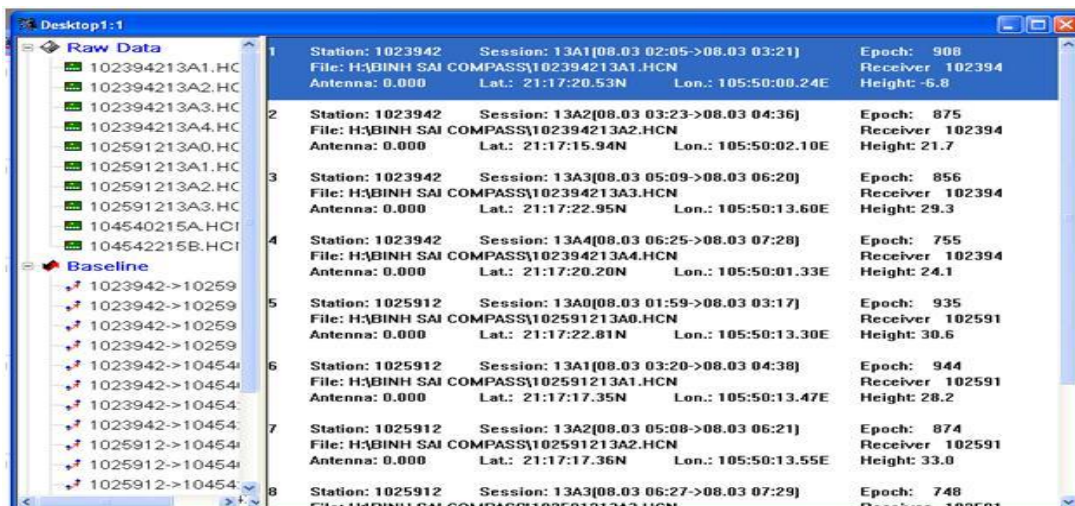 Desktop1:1
Raw Data
102394213A1.HC
102394213A2.HC
102394213A3.HC
102394213A4.HC
102591213A0.HC
102591213A1.HC
102591213A2.HC
102591213A3.HC
104540215A.HCI
104542215B.HCI
Baseline
1023942->10259
1023942->10259
1023942->10259
1023942->10259
1023942->10454
1023942->10454
1023942->10454
1023942->10454
1025912->10454
1025912->10454
1025912->10454
1 Station: 1023942 Session: 13A1[08.03 02:05->08.03 03:21] Epoch: 908
File: H:\BINH SAI COMPASS\102394213A1.HCN Receiver 102394
Antenna: 0.000 Lat.: 21:17:20.53N Lon.: 105:50:00.24E Height: -6.8
2 Station: 1023942 Session: 13A2[08.03 03:23->08.03 04:36] Epoch: 875
File: H:\BINH SAI COMPASS\102394213A2.HCN Receiver 102394
Antenna: 0.000 Lat.: 21:17:15.94N Lon.: 105:50:02.10E Height: 21.7
3 Station: 1023942 Session: 13A3[08.03 05:09->08.03 06:20] Epoch: 856
File: H:\BINH SAI COMPASS\102394213A3.HCN Receiver 102394
Antenna: 0.000 Lat.: 21:17:22.95N Lon.: 105:50:13.60E Height: 29.3
4 Station: 1023942 Session: 13A4[08.03 06:25->08.03 07:28] Epoch: 755
File: H:\BINH SAI COMPASS\102394213A4.HCN Receiver 102394
Antenna: 0.000 Lat.: 21:17:20.20N Lon.: 105:50:01.33E Height: 24.1
5 Station: 1025912 Session: 13A0[08.03 01:59->08.03 03:17] Epoch: 935
File: H:\BINH SAI COMPASS\102591213A0.HCN Receiver 102591
Antenna: 0.000 Lat.: 21:17:22.81N Lon.: 105:50:13.30E Height: 30.6
6 Station: 1025912 Session: 13A1[08.03 03:20->08.03 04:38] Epoch: 944
File: H:\BINH SAI COMPASS\102591213A1.HCN Receiver 102591
Antenna: 0.000 Lat.: 21:17:17.35N Lon.: 105:50:13.47E Height: 28.2
7 Station: 1025912 Session: 13A2[08.03 05:08->08.03 06:21] Epoch: 874
File: H:\BINH SAI COMPASS\102591213A2.HCN Receiver 102591
Antenna: 0.000 Lat.: 21:17:17.36N Lon.: 105:50:13.55E Height: 33.0
8 Station: 1025912 Session: 13A3[08.03 06:27->08.03 07:29] Epoch: 748